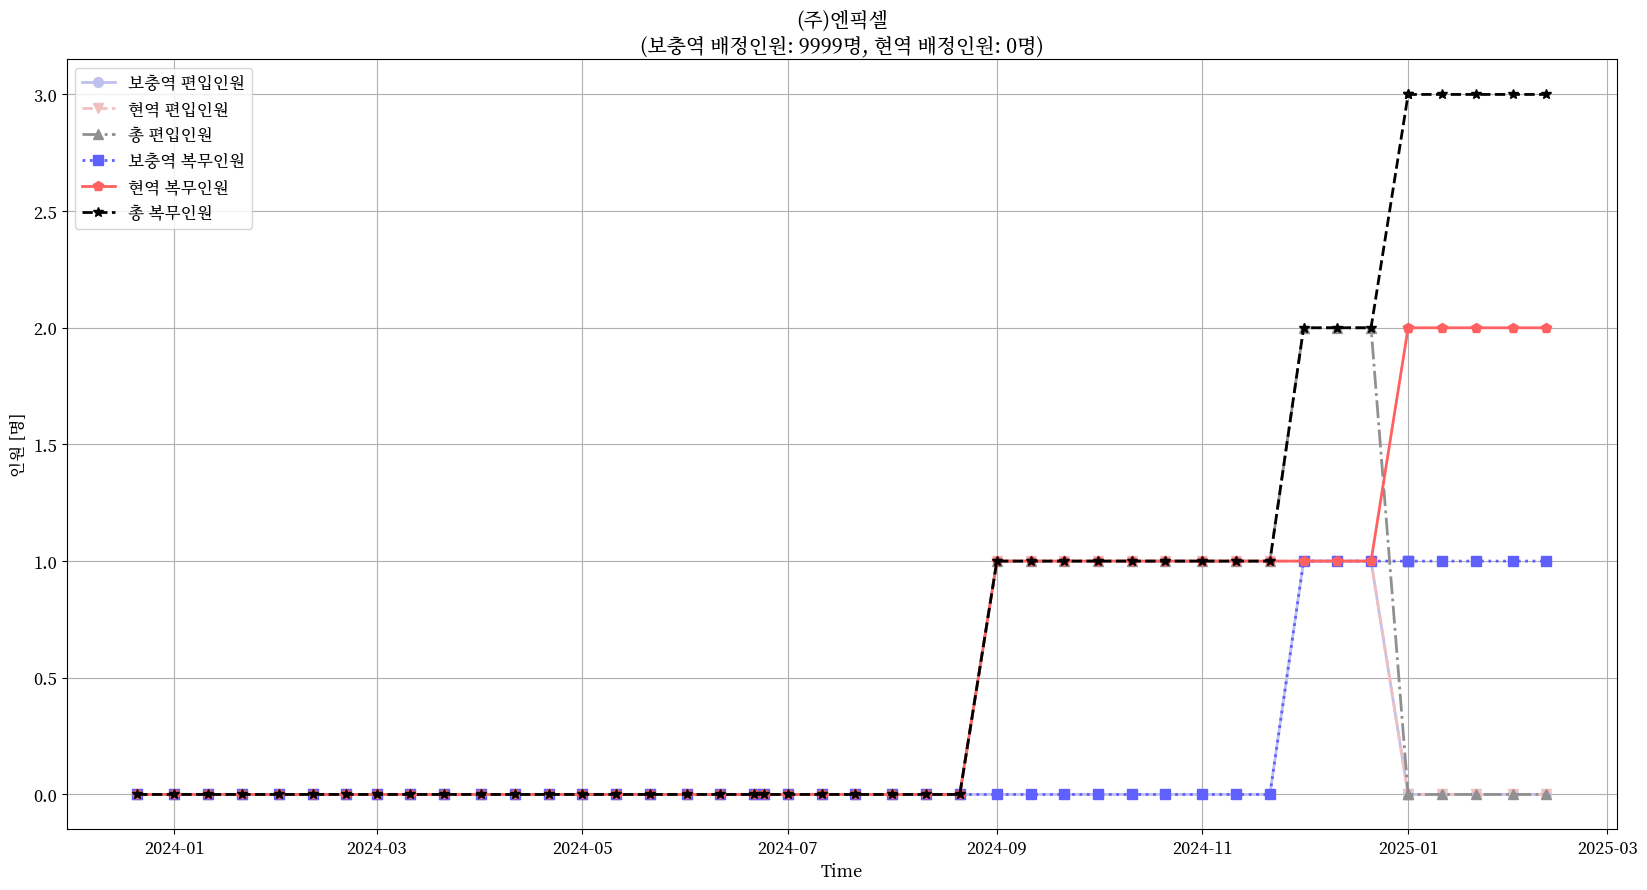 (주)엔픽셀
(보충역 배정인원: 9999명, 현역 배정인원: 0명)
보충역 편입인원
현역 편입인원
총 편입인원
보충역 복무인원
현역 복무인원
총 복무인원
3.0
2.5
2.0
1.5
1.0
0.5
0.0
인원 [명]
2024-01 2024-03 2024-05 2024-07 2024-09 2024-11 2025-01 2025-03
Time